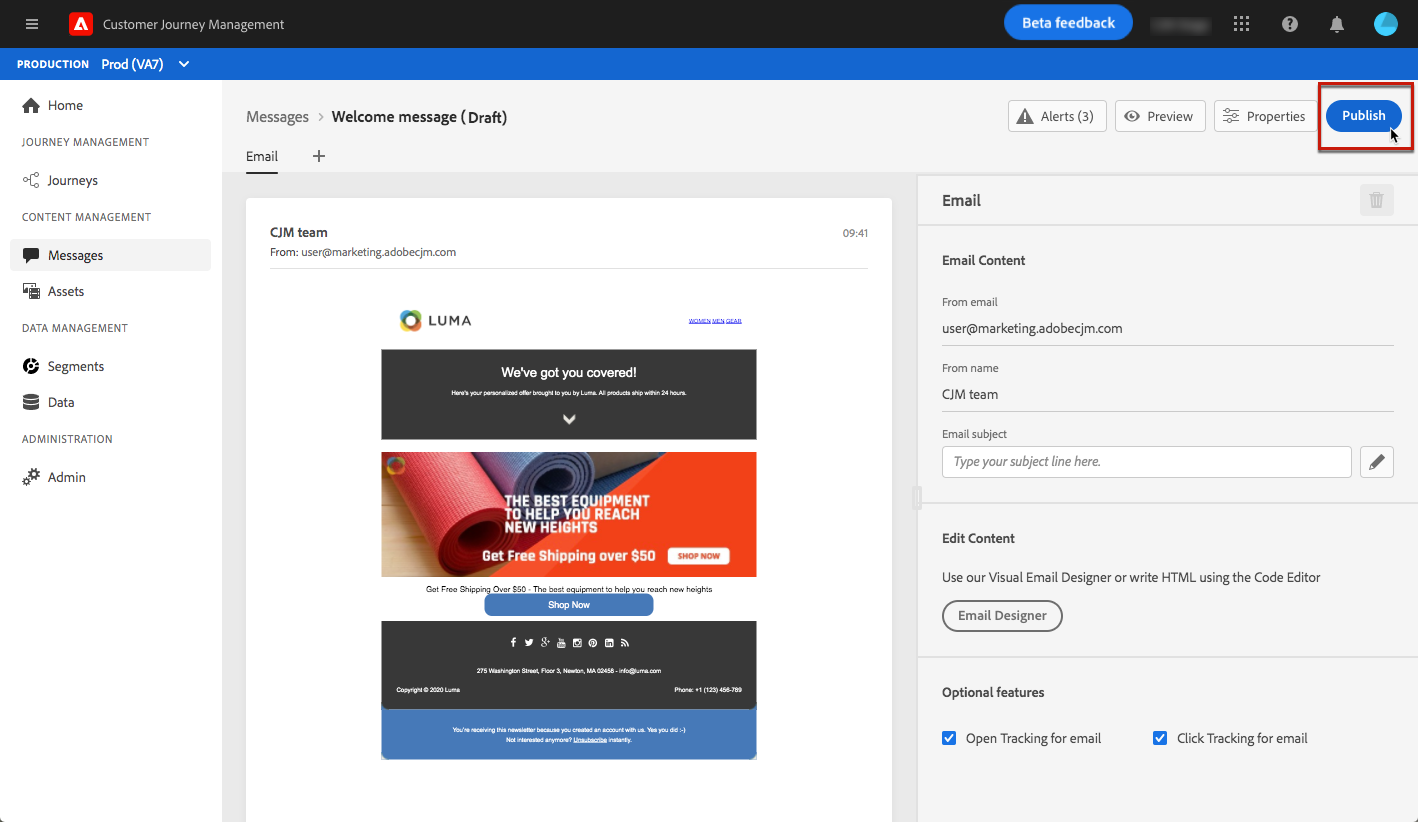 Customer Journey Management
Beta feedback
PRODUCTION Prod (VA7)
Home
JOURNEY MANAGEMENT
Journeys
CONTENT MANAGEMENT
Messages
Assets
DATA MANAGEMENT
Segments
Data
ADMINISTRATION
Admin
Messages > Welcome message (Draft)
Alerts (3)
Preview
Properties
Publish
Email +
CJM team
09:41
From: user@marketing.adobecjm.com
LUMA
WOMEN MEN GEAR
We've got you covered!
Here's your personalized offer brought to you by Luma. All products ship within 24 hours.
THE BEST EQUIPMENT
TO HELP YOU REACH
NEW HEIGHTS
Get Free Shipping over $50
SHOP NOW
Get Free Shipping Over $50 - The best equipment to help you reach new heights
Shop Now
275 Washington Street, Floor 3, Newton, MA 02458 - info@luma.com
Copyright © 2020 Luma
Phone: +1 (123) 456-789
You're receiving this newsletter because you created an account with us. Yes you did :-)
Not interested anymore? Unsubscribe instantly.
Email
Email Content
From email
user@marketing.adobecjm.com
From name
CJM team
Email subject
Type your subject line here.
Edit Content
Use our Visual Email Designer or write HTML using the Code Editor
Email Designer
Optional features
Open Tracking for email
Click Tracking for email